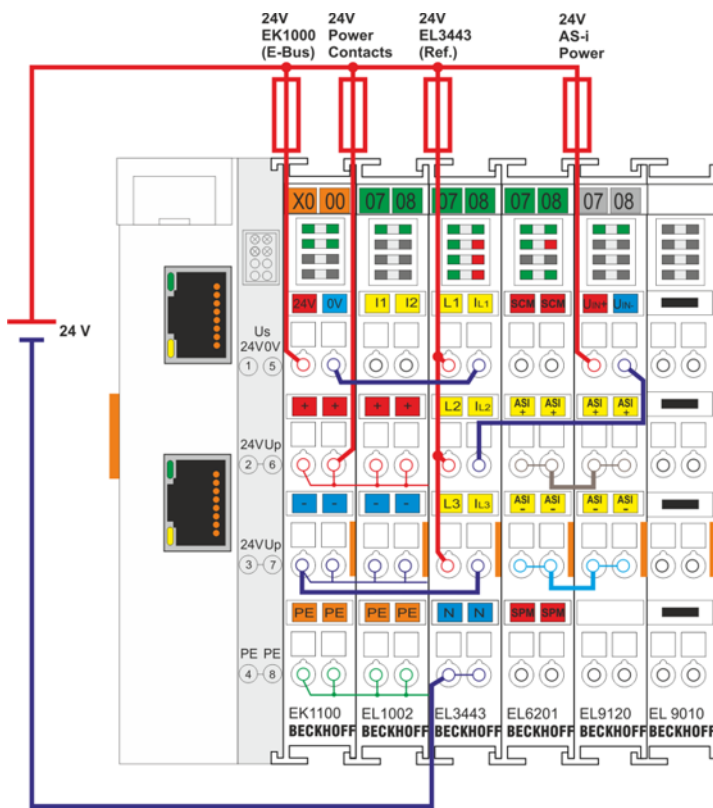 24V
EK1000
(E-Bus)
24V
Power
Contacts
24V
EL3443
(Ref.)
24V
AS-i
Power
X0 00 07 08 07 08 07 08 07 08
24V 0V I1 I2 L1 IL1 SCM SCM UIN+ UIN-
24 V
Us
24V0V
1 5
+ + + + L2 IL2 ASI + ASI + ASI + ASI +
24VUp
2 6
- - - - L3 IL3 ASI - ASI - ASI - ASI -
24VUp
3 7
PE PE PE PE N N SPM SPM
PE PE
4 8
EK1100 EL1002 EL3443 EL6201 EL9120 EL 9010
BECKHOFF BECKHOFF BECKHOFF BECKHOFF BECKHOFF BECKHOFF